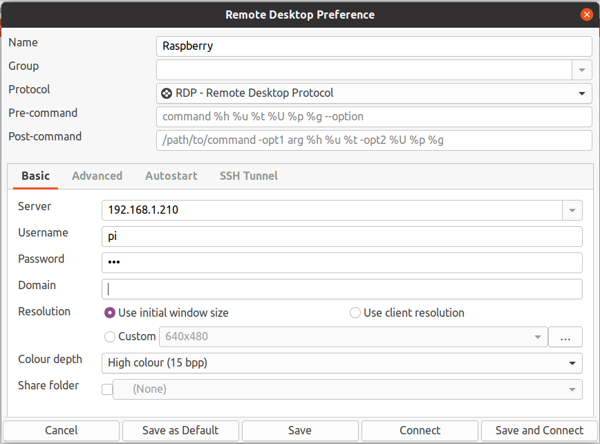 Remote Desktop Preference
Name Raspberry
Group
Protocol RDP - Remote Desktop Protocol
Pre-command command %h %u %t %U %p %g --option
Post-command /path/to/command -opt1 arg %h %u %t -opt2 %U %p %g
Basic Advanced Autostart SSH Tunnel
Server 192.168.1.210
Username pi
Password •••
Domain
Resolution Use initial window size Use client resolution
Custom 640x480 ...
Colour depth High colour (15 bpp)
Share folder (None)
Cancel Save as Default Save Connect Save and Connect